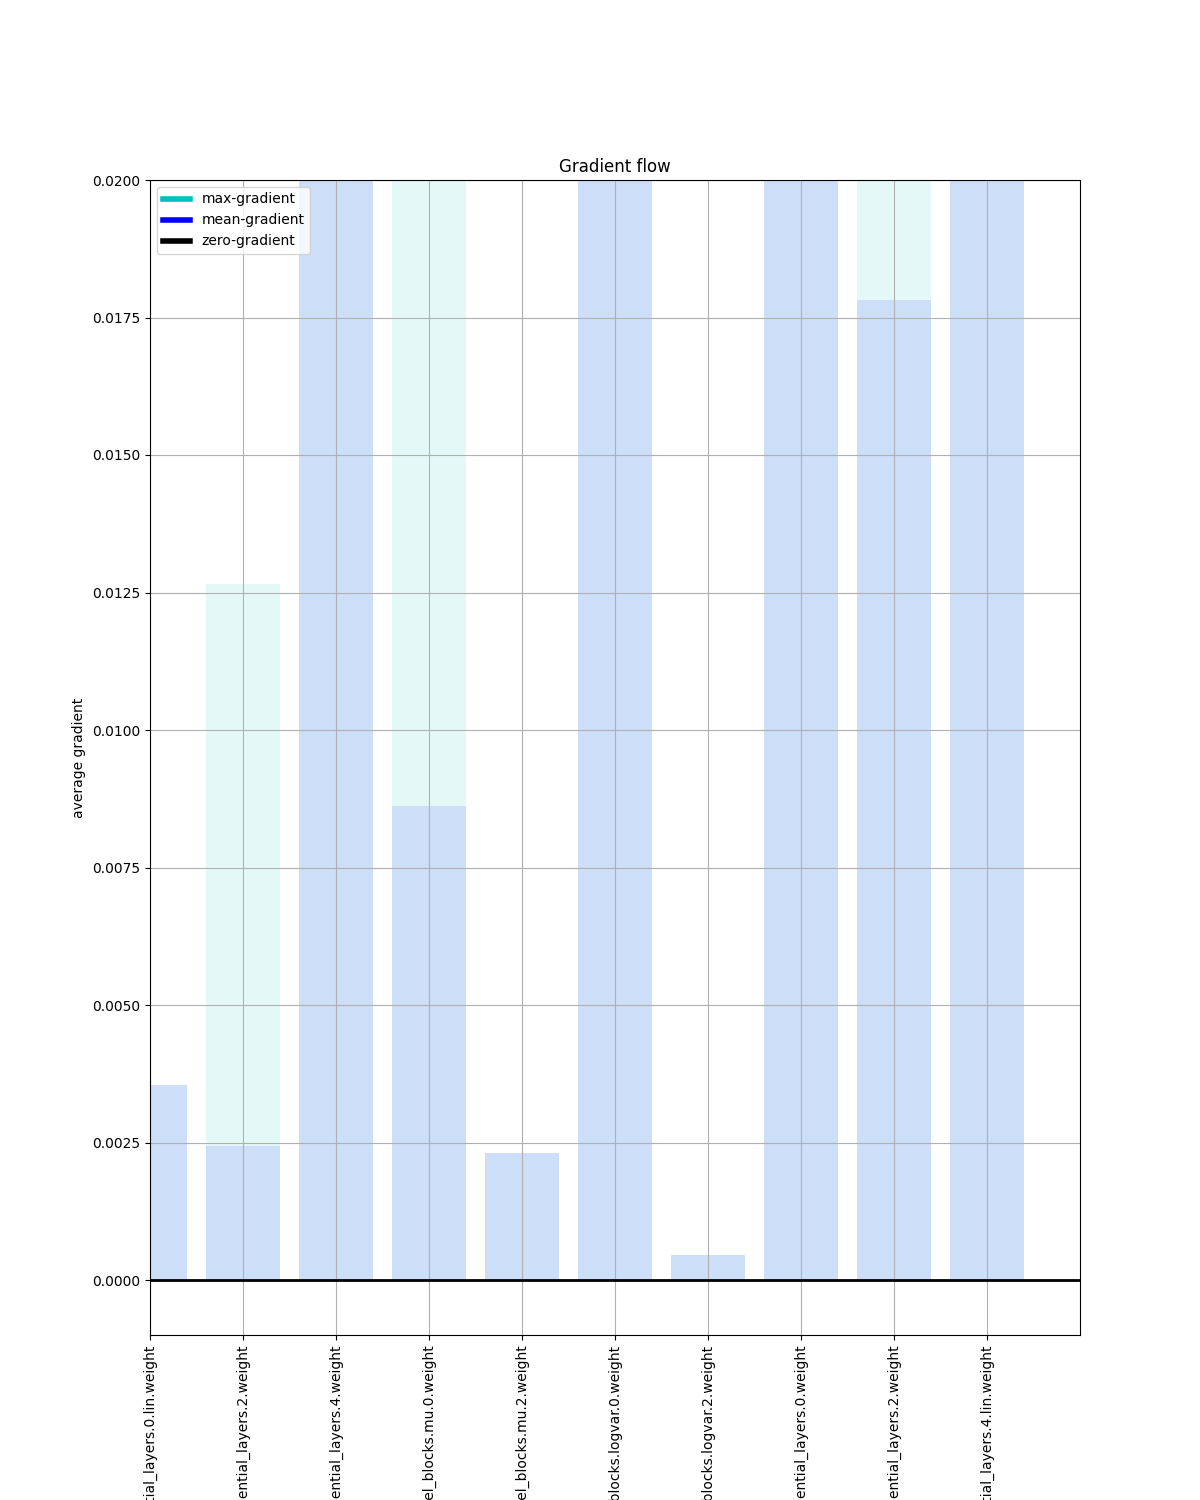 Gradient flow
max-gradient
mean-gradient
zero-gradient
0.0200
0.0175
0.0150
0.0125
0.0100
0.0075
0.0050
0.0025
0.0000
average gradient
tial_layers.0.lin.weight
ential_layers.2.weight
ential_layers.4.weight
el_blocks.mu.0.weight
el_blocks.mu.2.weight
blocks.logvar.0.weight
blocks.logvar.2.weight
ential_layers.0.weight
ential_layers.2.weight
tial_layers.4.lin.weight